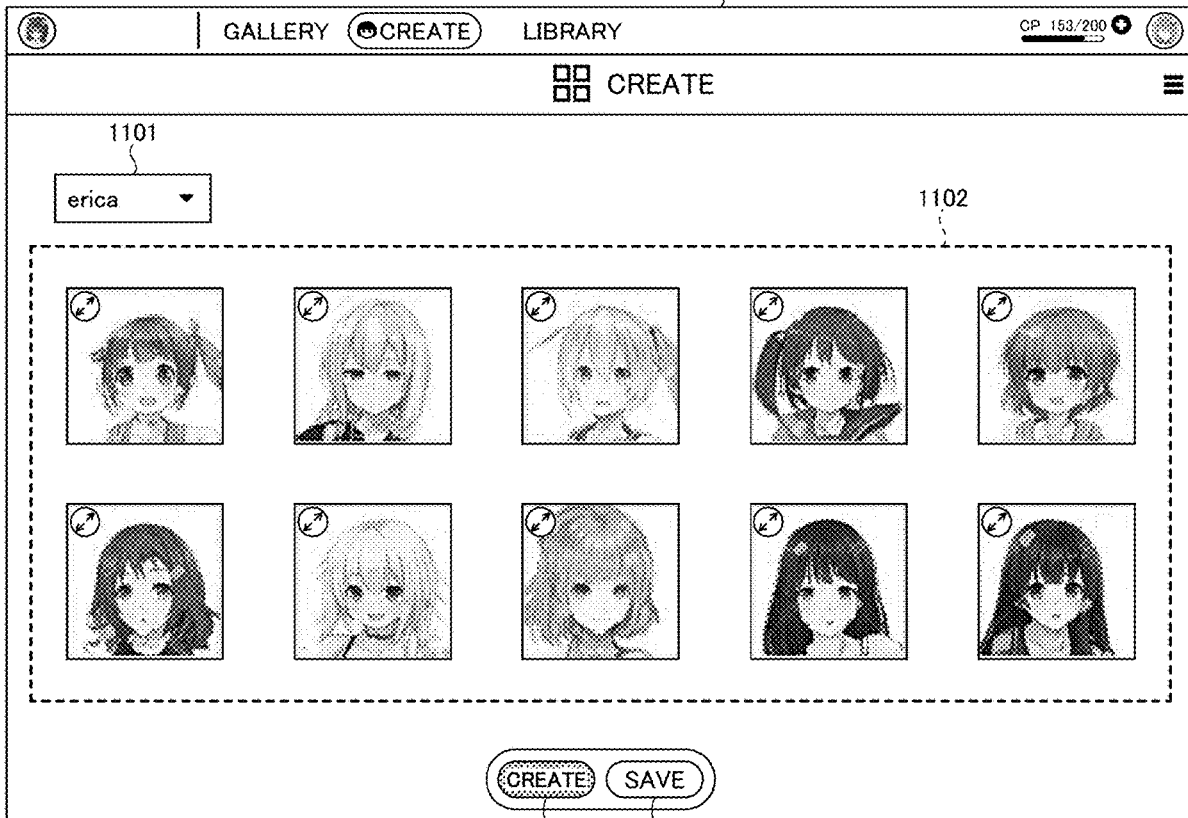 GALLERY CREATE LIBRARY CP 153/200
CREATE
1101
erica
1102
CREATE SAVE